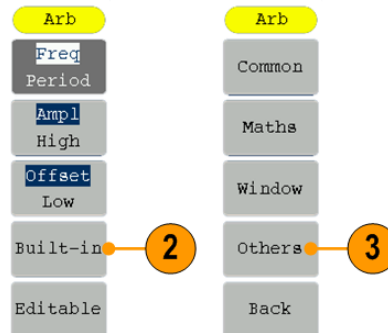 Arb
Freq
Period
Ampl
High
Offset
Low
Built-in
2
Editable
Arb
Common
Maths
Window
Others
3
Back